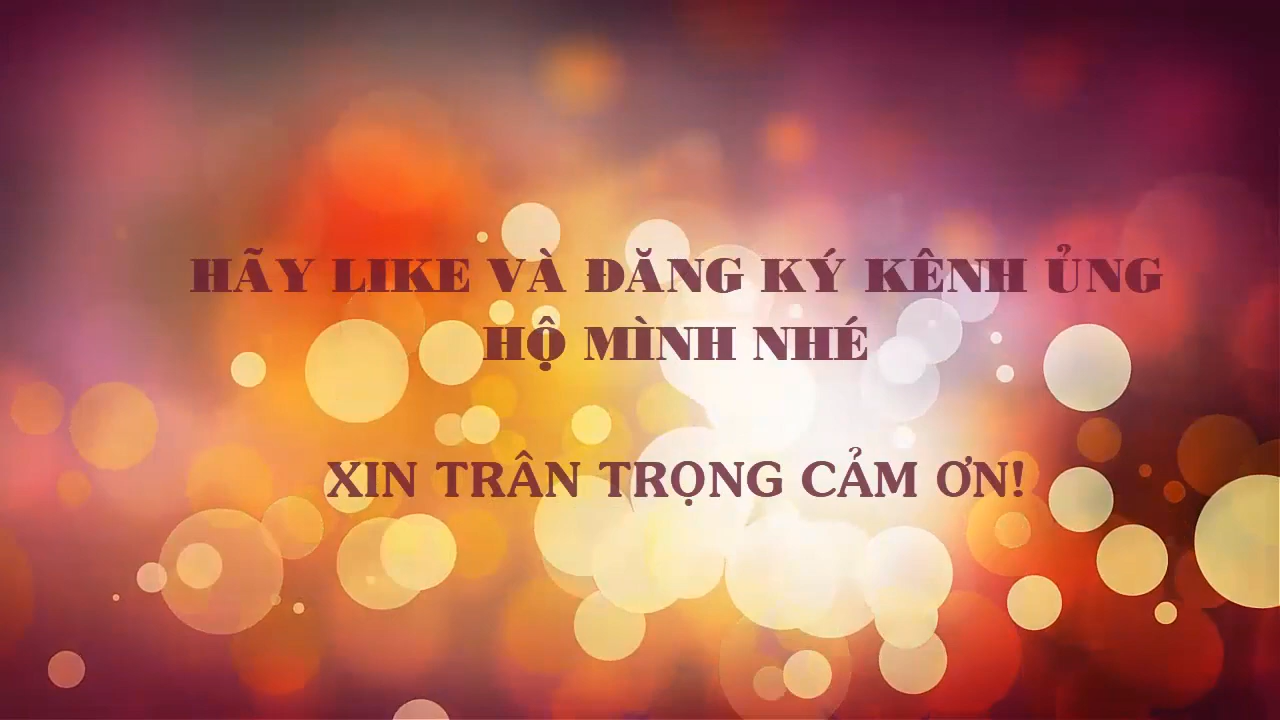 HÃY LIKE VÀ ĐĂNG KÝ KÊNH ỦNG
HỘ MÌNH NHÉ
XIN TRÂN TRỌNG CẢM ƠN!